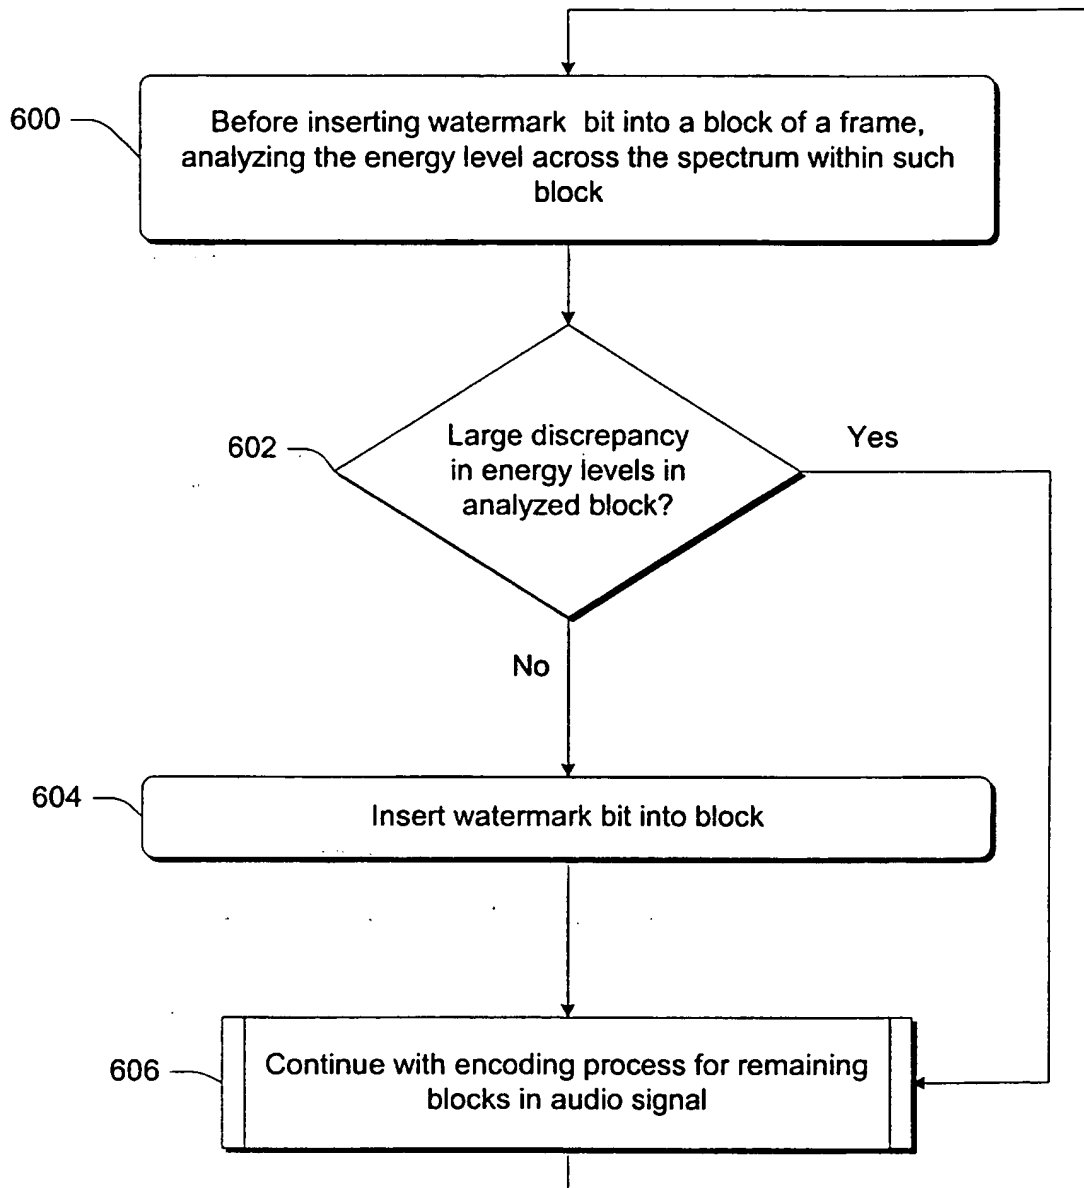 600
Before inserting watermark bit into a block of a frame,
analyzing the energy level across the spectrum within such
block
602
Large discrepancy
in energy levels in
analyzed block?
Yes
No
604
Insert watermark bit into block
606
Continue with encoding process for remaining
blocks in audio signal